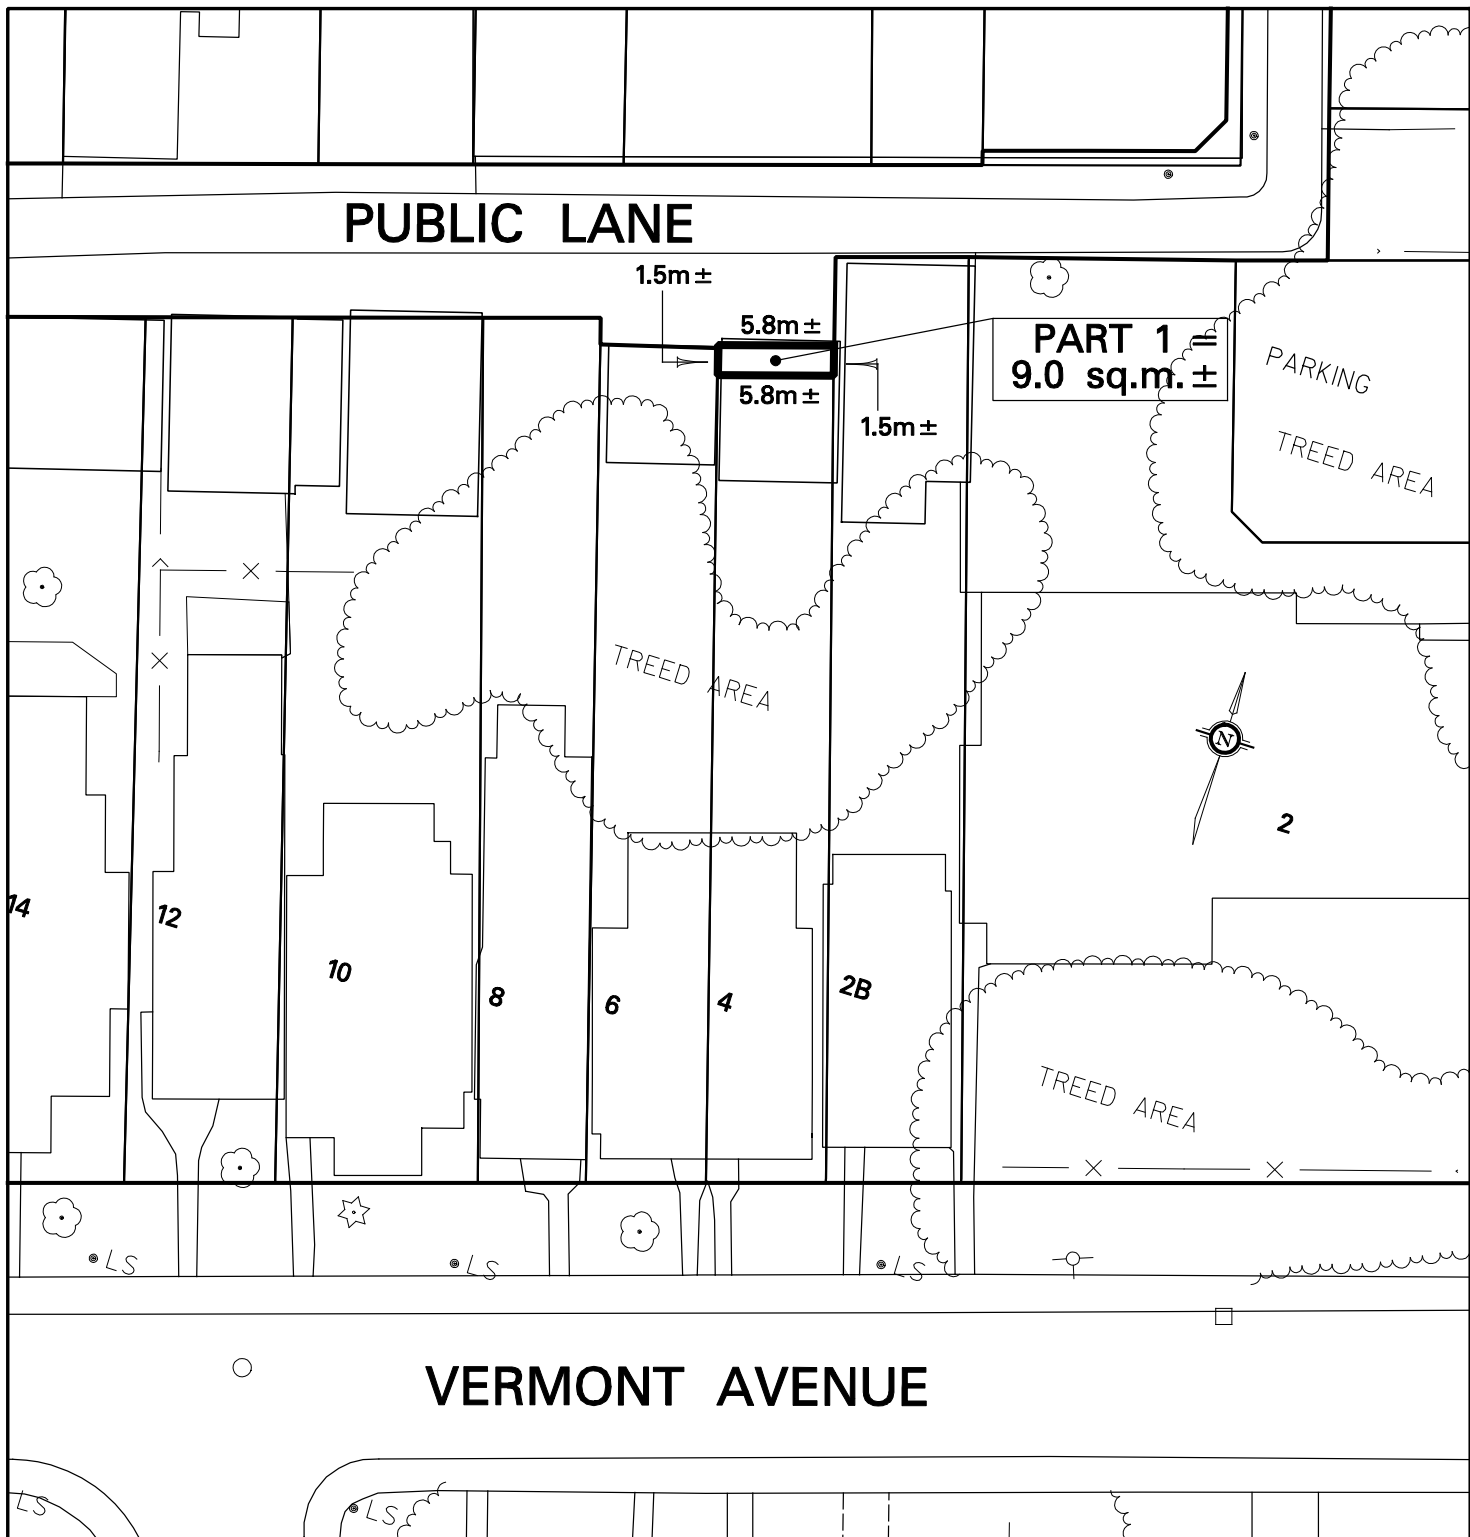 PUBLIC LANE
1.5m±
5.8m±
PART 1 =
9.0 sq.m.±
5.8m±
1.5m±
PARKING
TREED AREA
TREED AREA
N
2
14
12
10
8
6
4
2B
TREED AREA
LS
LS
LS
VERMONT AVENUE
LS
LS